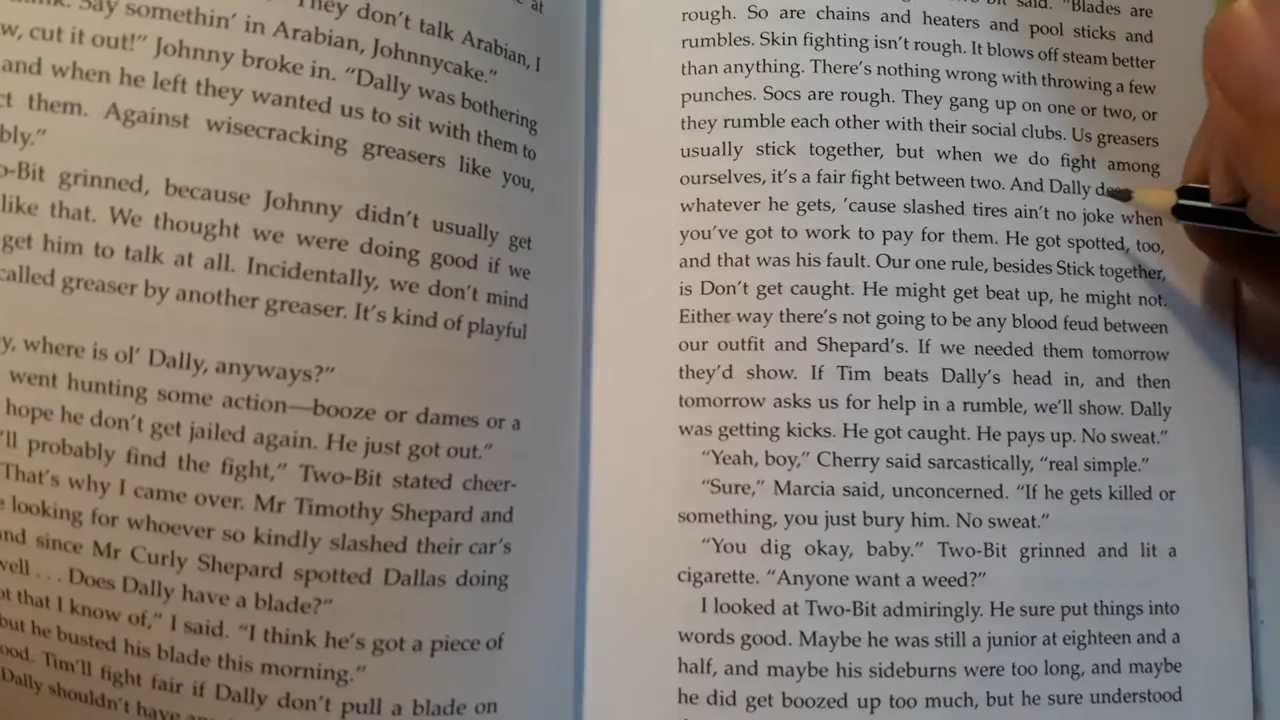 at
They don't talk Arabian, I
Say somethin' in Arabian, Johnnycake."
cut it out!" Johnny broke in. "Dally was bothering
and when he left they wanted us to sit with them to
them. Against wisecracking greasers like you,
grinned, because Johnny didn't usually get
like that. We thought we were doing good if we
get him to talk at all. Incidentally, we don't mind
called greaser by another greaser. It's kind of playful
where is ol' Dally, anyways?"
went hunting some action—booze or dames or a
hope he don't get jailed again. He just got out."
probably find the fight," Two-Bit stated cheer-
That's why I came over. Mr Timothy Shepard and
looking for whoever so kindly slashed their car's
and since Mr Curly Shepard spotted Dallas doing
. . . Does Dally have a blade?"
that I know of," I said. "I think he's got a piece of
but he busted his blade this morning."
Tim'll fight fair if Dally don't pull a blade on
Dally shouldn't have
said. "Blades are
rough. So are chains and heaters and pool sticks and
rumbles. Skin fighting isn't rough. It blows off steam better
than anything. There's nothing wrong with throwing a few
punches. Socs are rough. They gang up on one or two, or
they rumble each other with their social clubs. Us greasers
usually stick together, but when we do fight among
ourselves, it's a fair fight between two. And Dally
whatever he gets, 'cause slashed tires ain't no joke when
you've got to work to pay for them. He got spotted, too,
and that was his fault. Our one rule, besides Stick together,
is Don't get caught. He might get beat up, he might not.
Either way there's not going to be any blood feud between
our outfit and Shepard's. If we needed them tomorrow
they'd show. If Tim beats Dally's head in, and then
tomorrow asks us for help in a rumble, we'll show. Dally
was getting kicks. He got caught. He pays up. No sweat."
"Yeah, boy," Cherry said sarcastically, "real simple."
"Sure," Marcia said, unconcerned. "If he gets killed or
something, you just bury him. No sweat."
"You dig okay, baby." Two-Bit grinned and lit a
cigarette. "Anyone want a weed?"
I looked at Two-Bit admiringly. He sure put things into
words good. Maybe he was still a junior at eighteen and a
half, and maybe his sideburns were too long, and maybe
he did get boozed up too much, but he sure understood